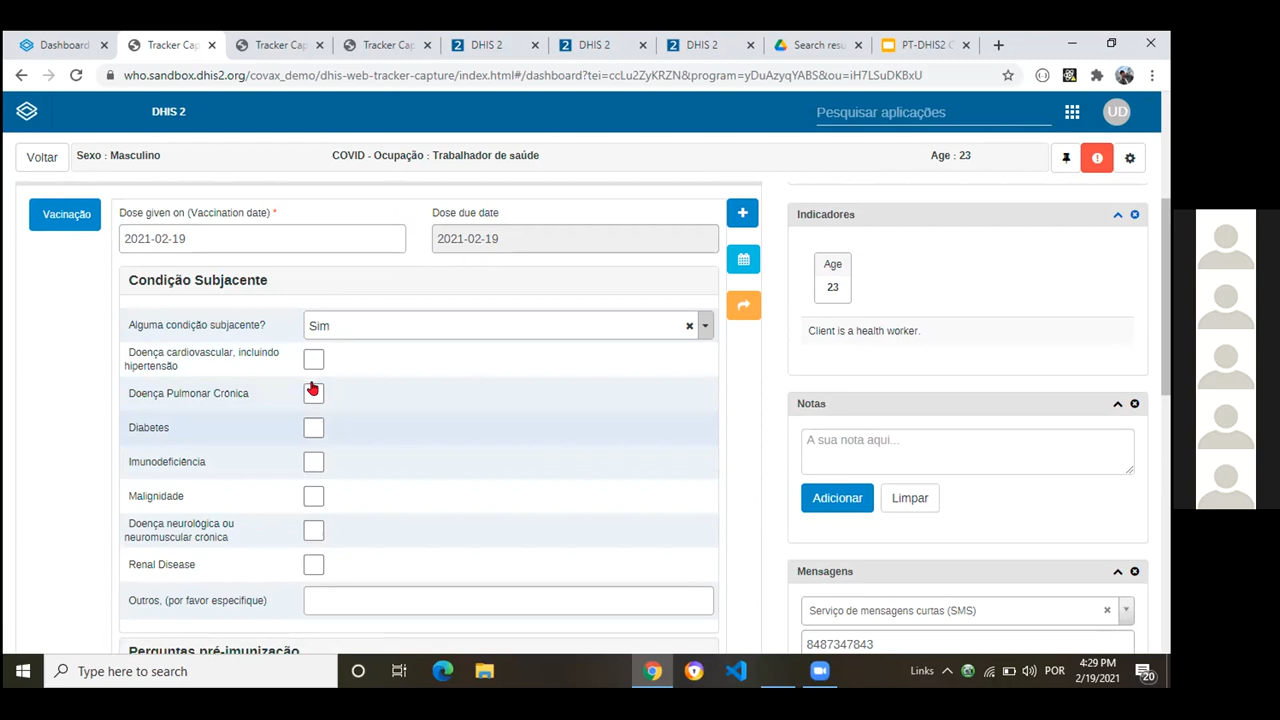 Dashboard
Tracker Cap
Tracker Cap
Tracker Cap
DHIS 2
DHIS 2
DHIS 2
Search resu
PT-DHIS2 C
who.sandbox.dhis2.org/covax_demo/dhis-web-tracker-capture/index.html#/dashboard?tei=ccLu2ZyKRZN&program=yDuAzyqYABS&ou=iH7LSuDKBxU
DHIS 2
Pesquisar aplicações
UD
Voltar
Sexo : Masculino
COVID - Ocupação : Trabalhador de saúde
Age : 23
Vacinação
Dose given on (Vaccination date) *
Dose due date
2021-02-19
2021-02-19
Condição Subjacente
Alguma condição subjacente?
Sim
Doença cardiovascular, incluindo
hipertensão
Doença Pulmonar Crónica
Diabetes
Imunodeficiência
Malignidade
Doença neurológica ou
neuromuscular crónica
Renal Disease
Outros, (por favor especifique)
Perguntas pré-imunização
Indicadores
Age
23
Client is a health worker.
Notas
A sua nota aqui...
Adicionar
Limpar
Mensagens
Serviço de mensagens curtas (SMS)
8487347843
Type here to search
Links
POR
4:29 PM
2/19/2021
20